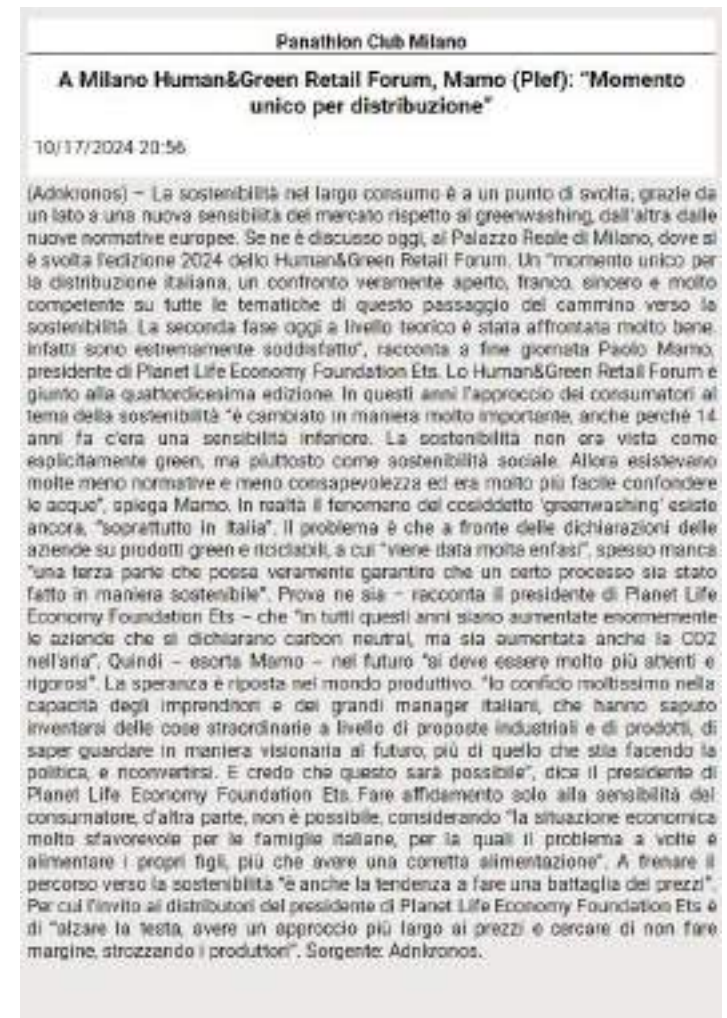 Panathlon Club Milano
A Milano Human&Green Retail Forum, Mamo (Plef): "Momento
unico per distribuzione"
10/17/2024 20:56
(Adnkronos) – La sostenibilità nel largo consumo è a un punto di svolta, grazie da
un lato a una nuova sensibilità del mercato rispetto al greenwashing, dall'altra dalle
nuove normative europee. Se ne è discusso oggi, al Palazzo Reale di Milano, dove si
è svolta l'edizione 2024 dello Human&Green Retail Forum. Un "momento unico per
la distribuzione italiana, un confronto veramente aperto, franco, sincero e molto
competente su tutte le tematiche di questo passaggio del cammino verso la
sostenibilità. La seconda fase oggi a livello teorico è stata affrontata molto bene,
infatti sono estremamente soddisfatto", racconta a fine giornata Paolo Mamo,
presidente di Planet Life Economy Foundation Ets. Lo Human&Green Retail Forum è
giunto alla quattordicesima edizione. In questi anni l'approccio dei consumatori al
tema della sostenibilità "è cambiato in maniera molto importante, anche perché 14
anni fa c'era una sensibilità inferiore. La sostenibilità non era vista come
esplicitamente green, ma piuttosto come sostenibilità sociale. Allora esistevano
molte meno normative e meno consapevolezza ed era molto più facile confondere
le acque", spiega Mamo. In realtà il fenomeno del cosiddetto 'greenwashing' esiste
ancora, "soprattutto in Italia". Il problema è che a fronte delle dichiarazioni delle
aziende su prodotti green e riciclabili, a cui "viene data molta enfasi", spesso manca
"una terza parte che possa veramente garantire che un certo processo sia stato
fatto in maniera sostenibile". Prova ne sia – racconta il presidente di Planet Life
Economy Foundation Ets – che "in tutti questi anni siano aumentate enormemente
le aziende che si dichiarano carbon neutral, ma sia aumentata anche la CO2
nell'aria". Quindi – esorta Mamo – nel futuro "si deve essere molto più attenti e
rigorosi". La speranza è riposta nel mondo produttivo. "Io confido moltissimo nella
capacità degli imprenditori e dei grandi manager italiani, che hanno saputo
inventarsi delle cose straordinarie a livello di proposte industriali e di prodotti, di
saper guardare in maniera visionaria al futuro, più di quello che stia facendo la
politica, e riconvertirsi. E credo che questo sarà possibile", dice il presidente di
Planet Life Economy Foundation Ets. Fare affidamento solo alla sensibilità del
consumatore, d'altra parte, non è possibile, considerando "la situazione economica
molto sfavorevole per le famiglie italiane, per la quali il problema a volte è
alimentare i propri figli, più che avere una corretta alimentazione". A frenare il
percorso verso la sostenibilità "è anche la tendenza a fare una battaglia dei prezzi".
Per cui l'invito ai distributori del presidente di Planet Life Economy Foundation Ets è
di "alzare la testa, avere un approccio più largo ai prezzi e cercare di non fare
margine, strozzando i produttori". Sorgente: Adnkronos.